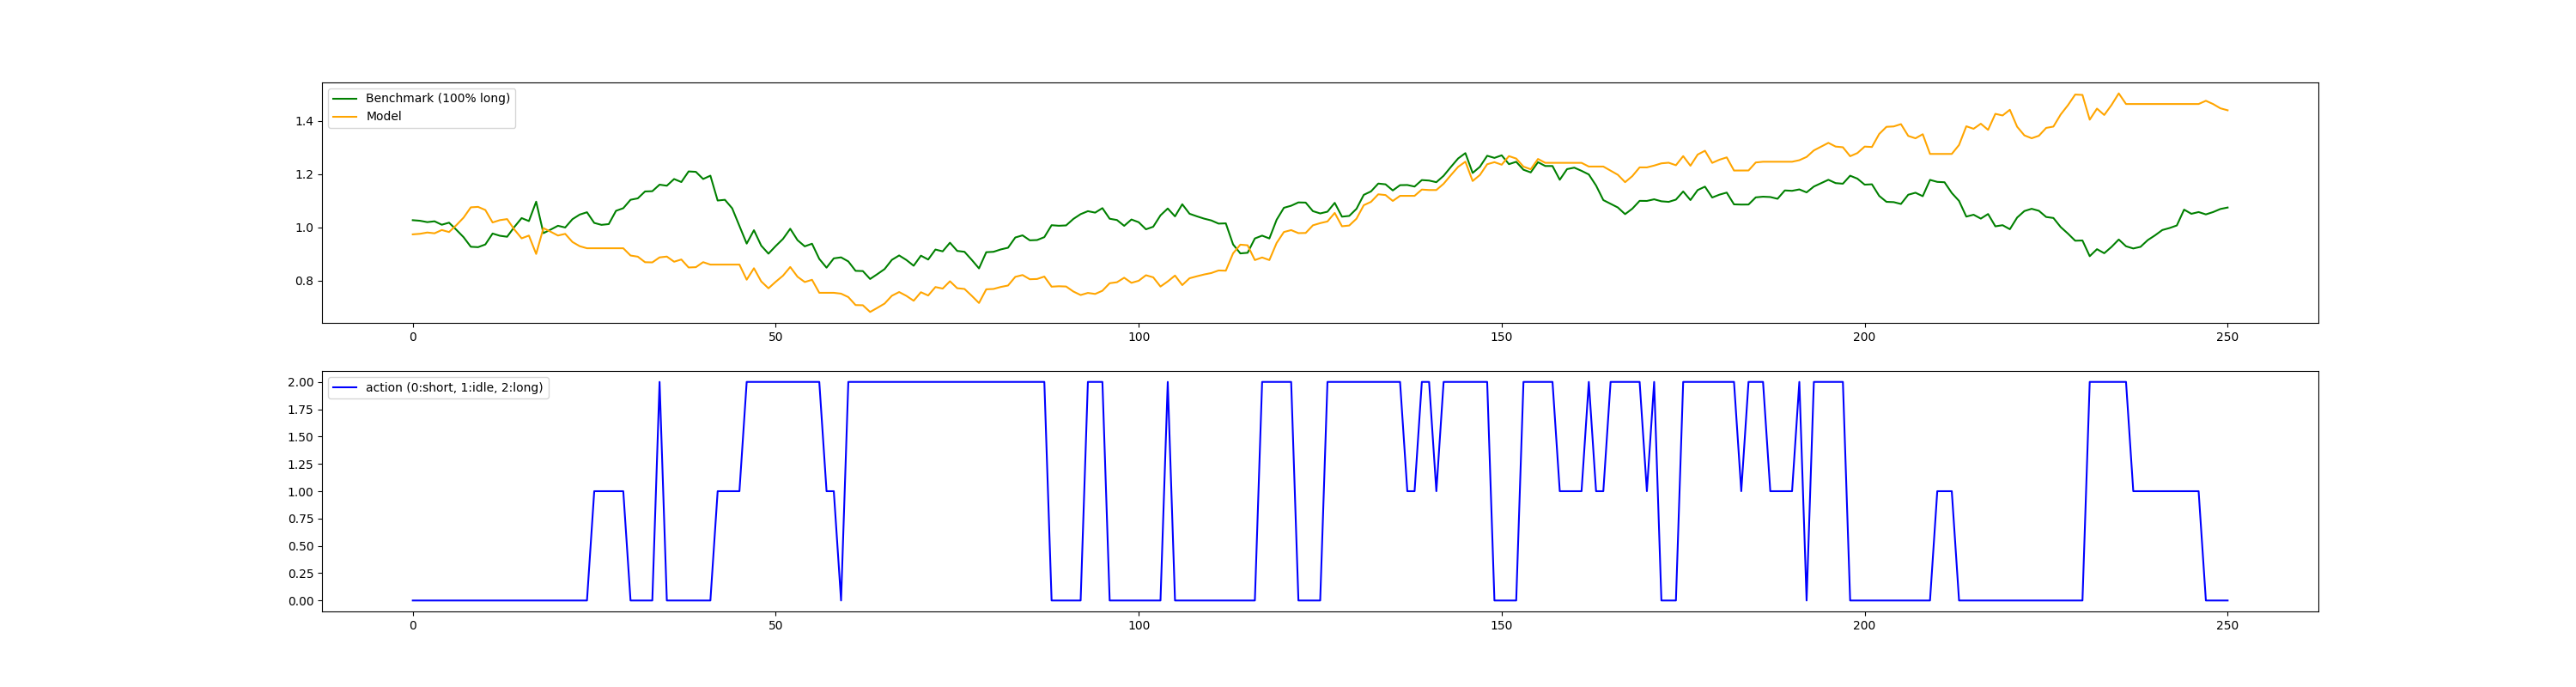 Benchmark (100% long)
Model
1.4
1.2
1.0
0.8
0 50 100 150 200 250
action (0:short, 1:idle, 2:long)
2.00
1.75
1.50
1.25
1.00
0.75
0.50
0.25
0.00
0 50 100 150 200 250